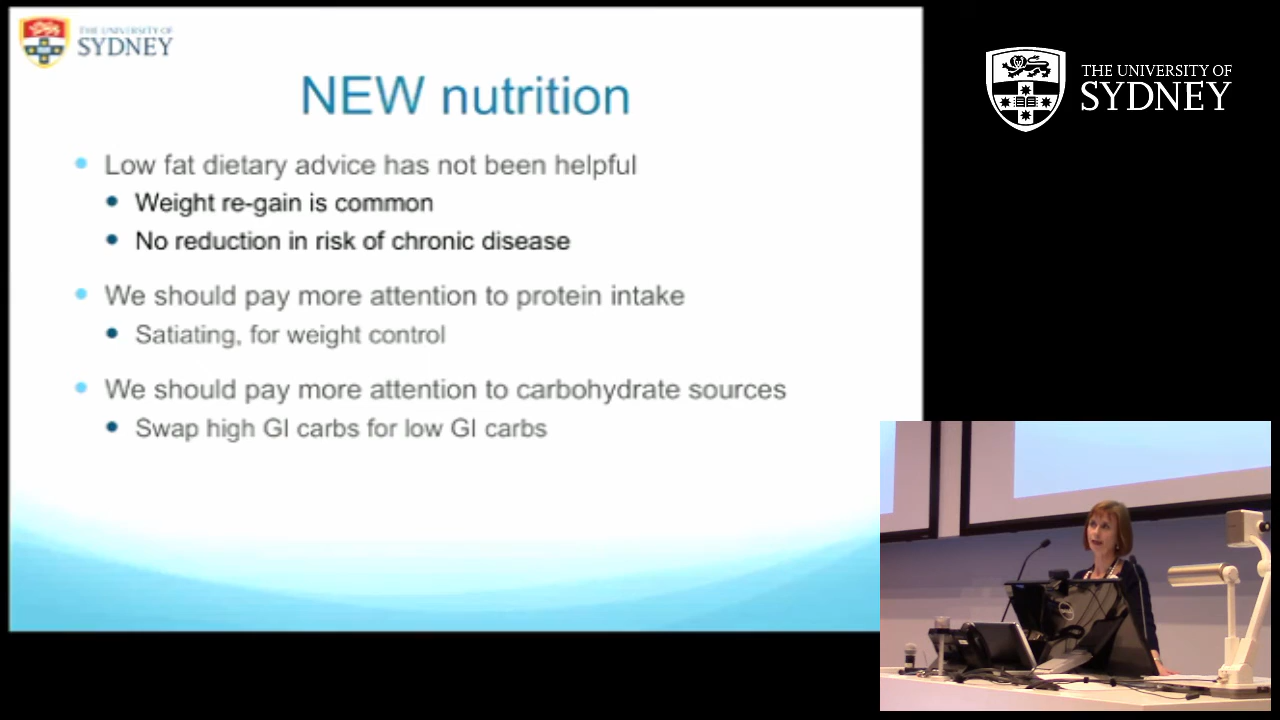 THE UNIVERSITY OF
SYDNEY
NEW nutrition
Low fat dietary advice has not been helpful
Weight re-gain is common
No reduction in risk of chronic disease
We should pay more attention to protein intake
Satiating, for weight control
We should pay more attention to carbohydrate sources
Swap high GI carbs for low GI carbs
THE UNIVERSITY OF
SYDNEY